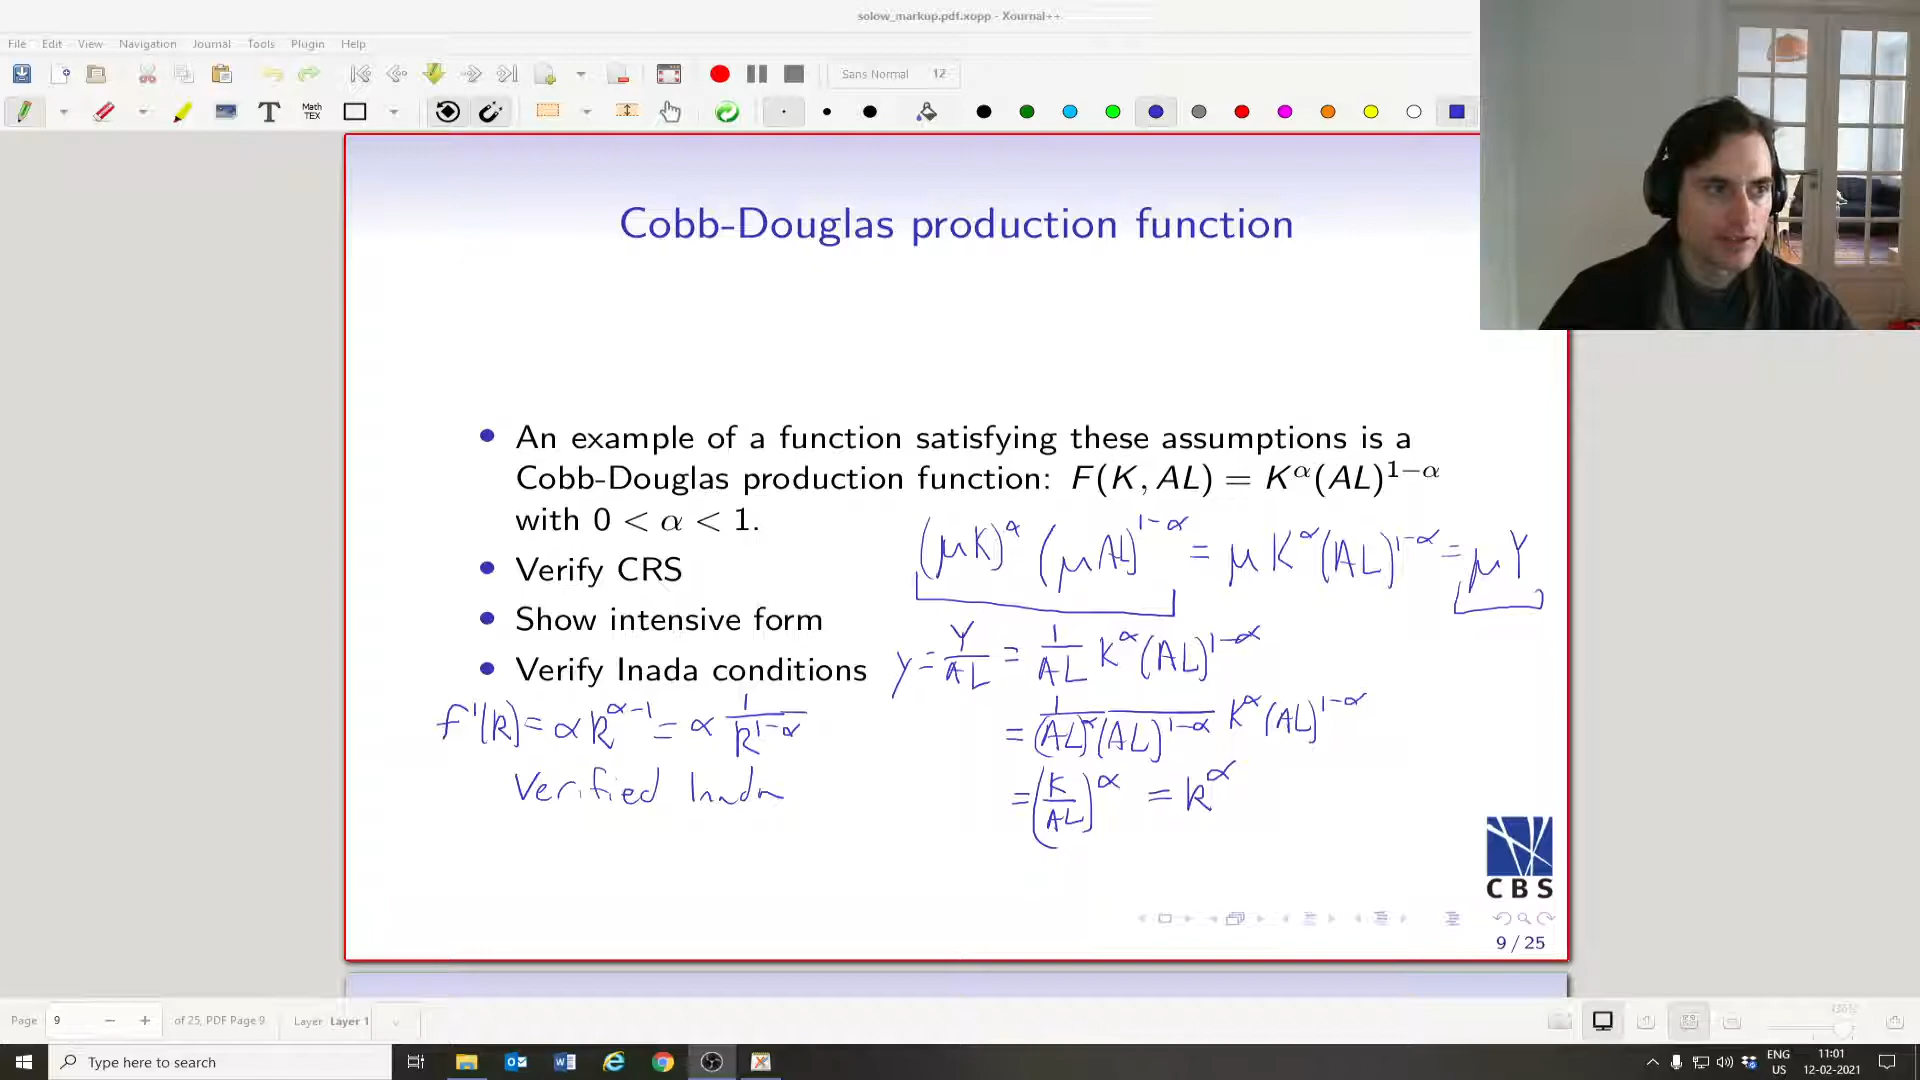 solow_markup.pdf.xopp - Xournal++
File Edit View Navigation Journal Tools Plugin Help
Sans Normal 12
T Math TEX
Cobb-Douglas production function
• An example of a function satisfying these assumptions is a
Cobb-Douglas production function: F(K, AL) = K^α(AL)^{1−α}
with 0 < α < 1.
(μK)^α (μAL)^{1-α} = μ K^α(AL)^{1-α} = μY
• Verify CRS
• Show intensive form
y = Y/AL = 1/AL K^α (AL)^{1-α}
• Verify Inada conditions
f'(k) = α k^{α-1} = α 1/k^{1-α}
= 1/(AL)^α(AL)^{1-α} K^α (AL)^{1-α}
Verified Inada
= (K/AL)^α = k^α
CBS
9 / 25
Page 9 − + of 25, PDF Page 9 Layer Layer 1
Type here to search
ENG
US
11:01
12-02-2021